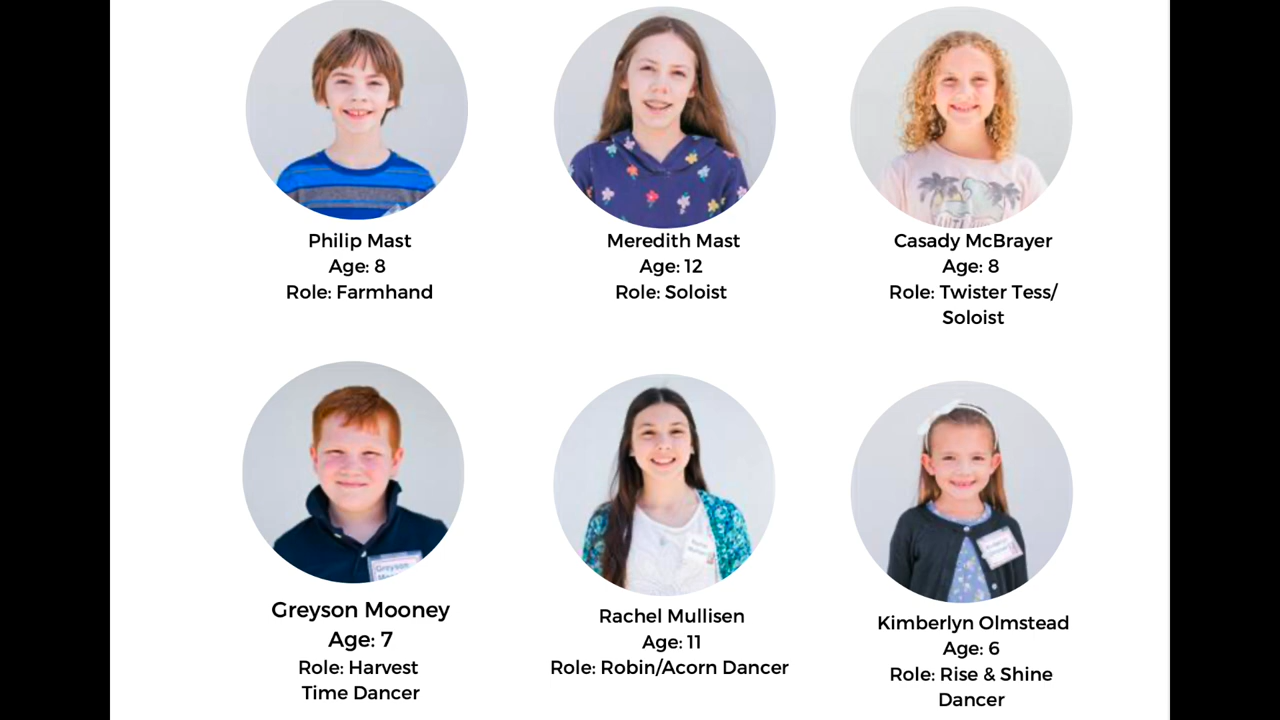 Philip Mast
Age: 8
Role: Farmhand
Meredith Mast
Age: 12
Role: Soloist
Casady McBrayer
Age: 8
Role: Twister Tess/
Soloist
Greyson
Greyson Mooney
Age: 7
Role: Harvest
Time Dancer
Rachel Mullisen
Age: 11
Role: Robin/Acorn Dancer
Kimberlyn Olmstead
Age: 6
Role: Rise & Shine
Dancer